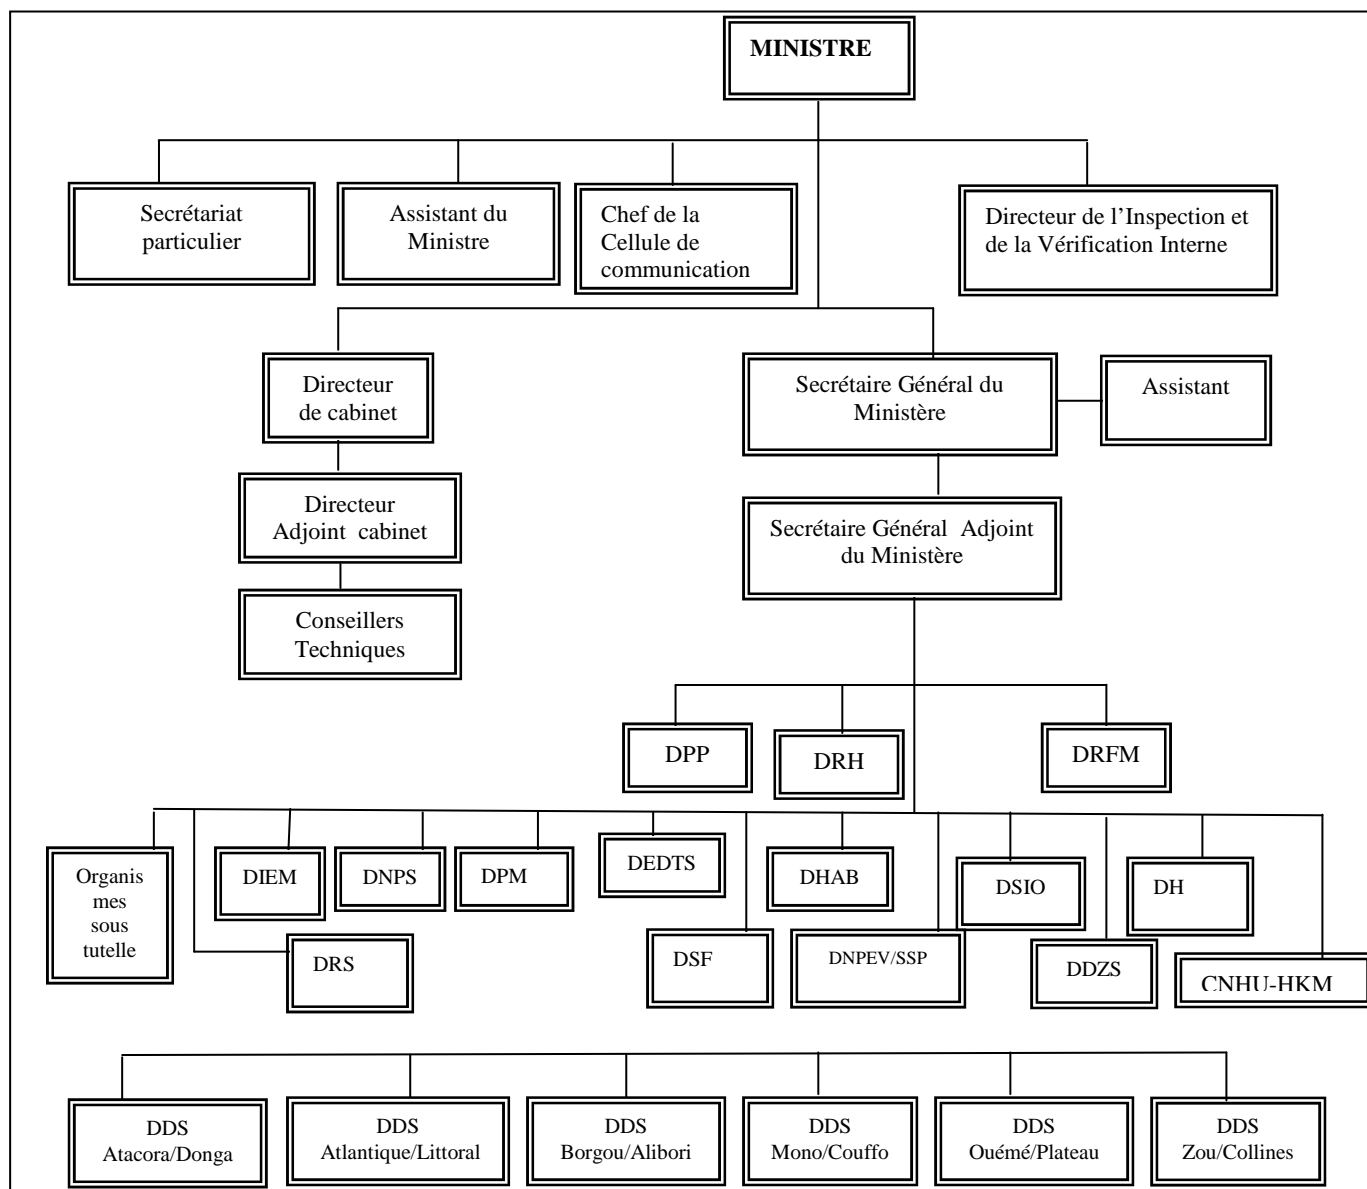 MINISTRE
Secrétariat
particulier
Assistant du
Ministre
Chef de la
Cellule de
communication
Directeur de l’Inspection et
de la Vérification Interne
Directeur
de cabinet
Secrétaire Général du
Ministère
Assistant
Directeur
Adjoint cabinet
Secrétaire Général Adjoint
du Ministère
Conseillers
Techniques
DPP
DRH
DRFM
Organis
mes
sous
tutelle
DIEM
DNPS
DPM
DEDTS
DHAB
DSIO
DH
DRS
DSF
DNPEV/SSP
DDZS
CNHU-HKM
DDS
Atacora/Donga
DDS
Atlantique/Littoral
DDS
Borgou/Alibori
DDS
Mono/Couffo
DDS
Ouémé/Plateau
DDS
Zou/Collines